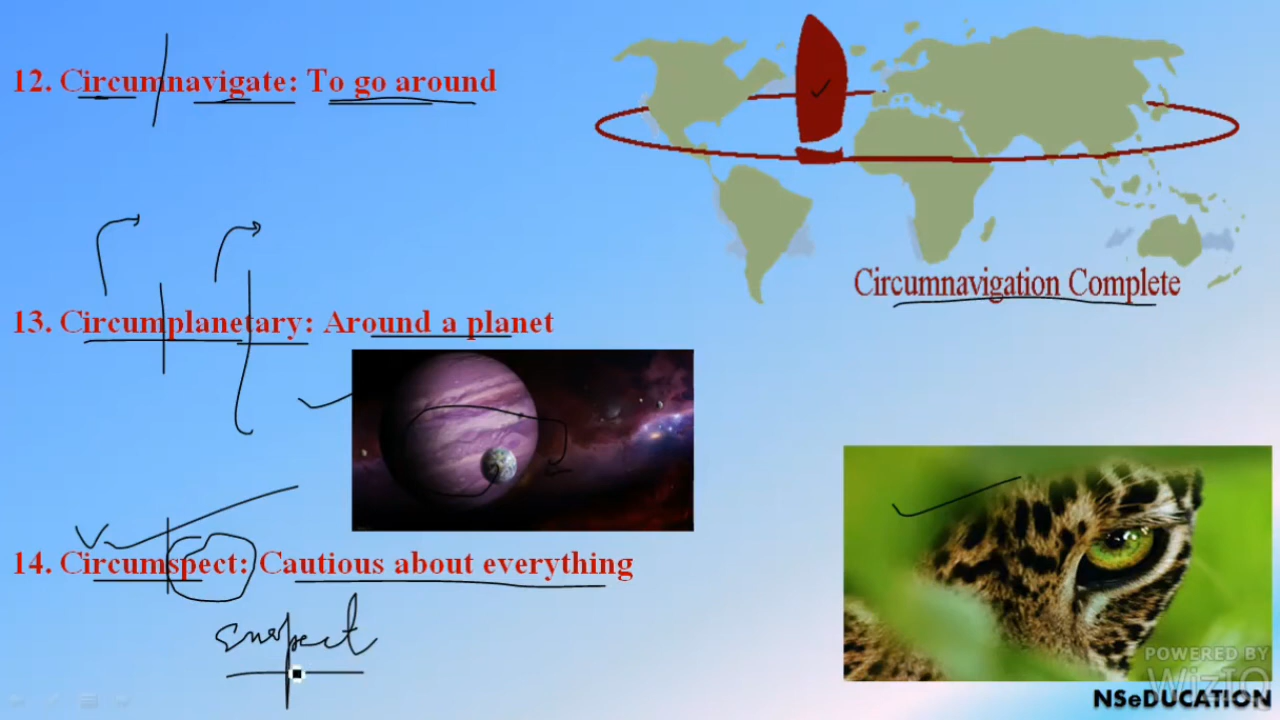 12. Circumnavigate: To go around
Circumnavigation Complete
13. Circumplanetary: Around a planet
14. Circumspect: Cautious about everything
suspect
POWERED BY
WizIQ
NSeDUCATION